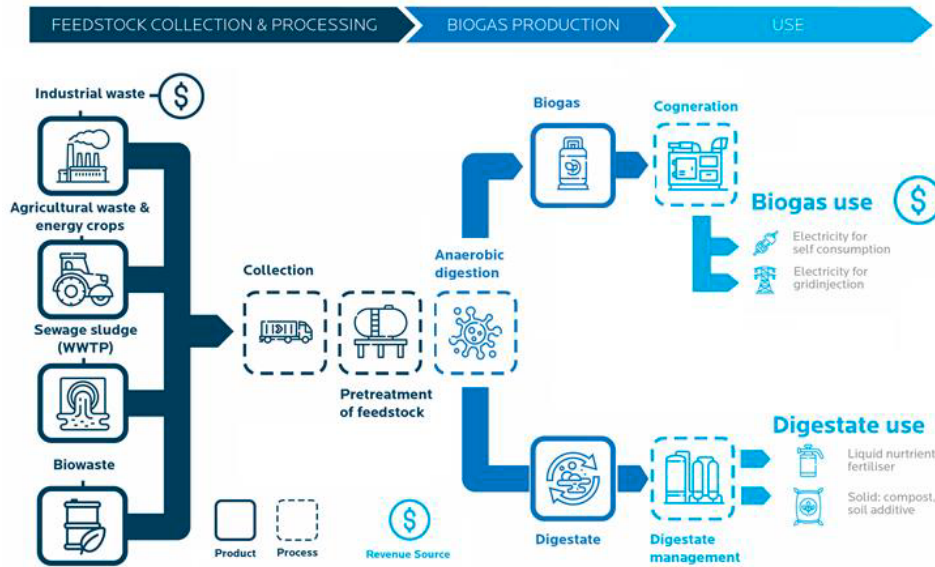 FEEDSTOCK COLLECTION & PROCESSING
BIOGAS PRODUCTION
USE
Industrial waste
$
Agricultural waste &
energy crops
Sewage sludge
(WWTP)
Biowaste
Collection
Pretreatment
of feedstock
Anaerobic
digestion
Biogas
Cogneration
Biogas use
$
Electricity for
self consumption
Electricity for
gridinjection
Digestate
Digestate
management
Digestate use
Liquid nurtrient
fertiliser
Solid: compost,
soil additive
Product
Process
$
Revenue Source